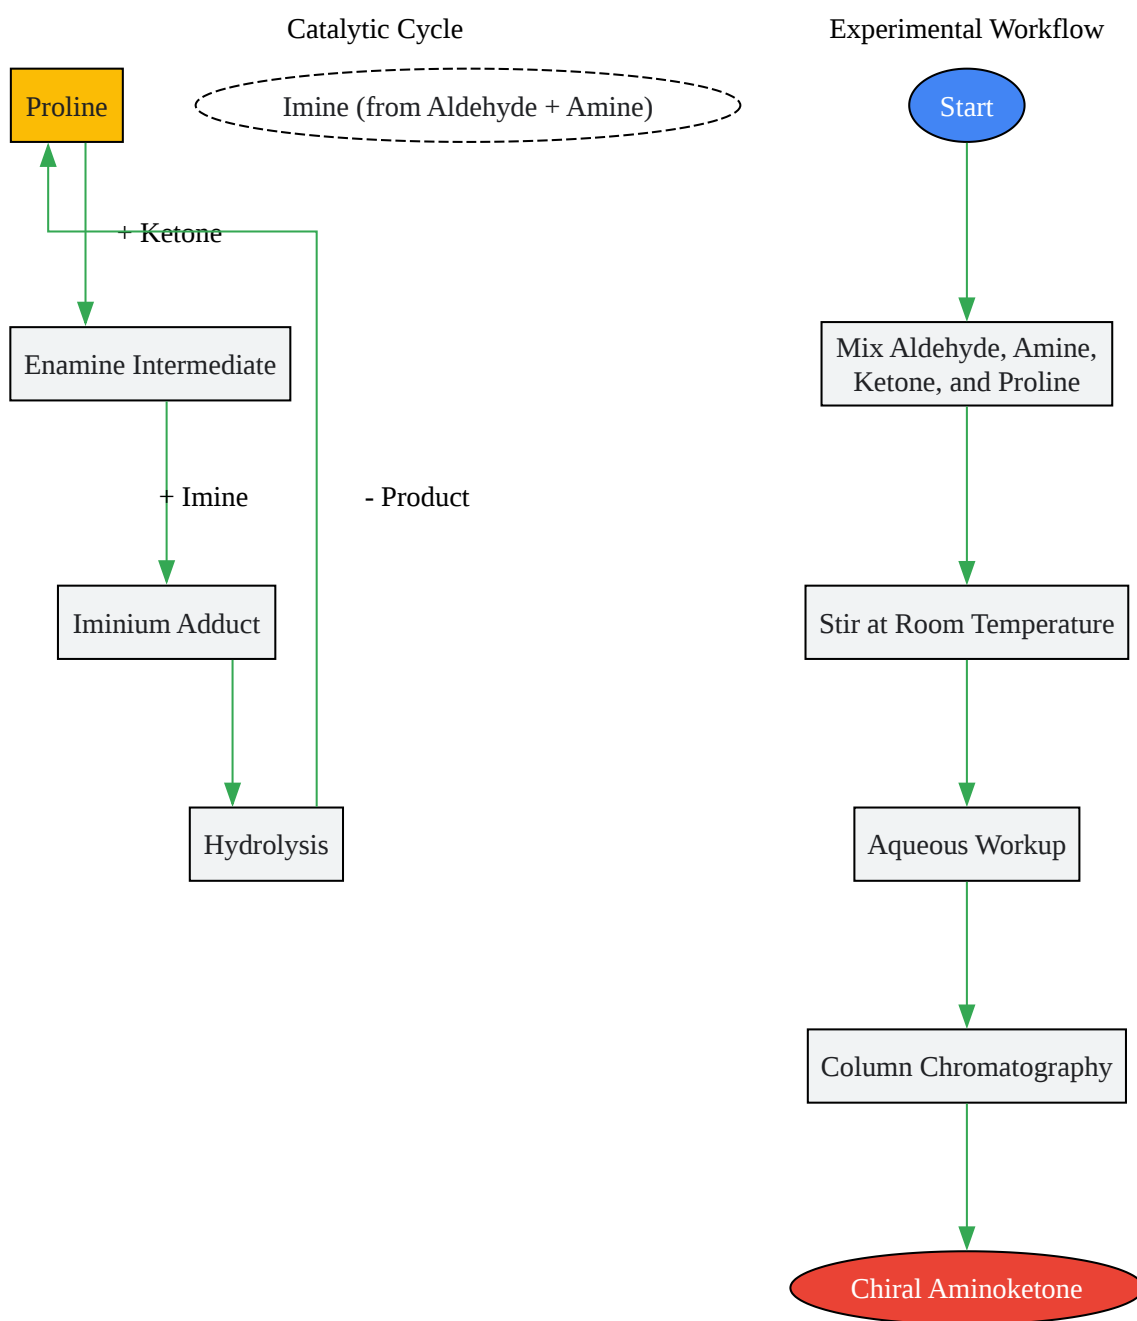 Catalytic Cycle
Proline
Imine (from Aldehyde + Amine)
+ Ketone
Enamine Intermediate
+ Imine
- Product
Iminium Adduct
Hydrolysis
Experimental Workflow
Start
Mix Aldehyde, Amine,
Ketone, and Proline
Stir at Room Temperature
Aqueous Workup
Column Chromatography
Chiral Aminoketone